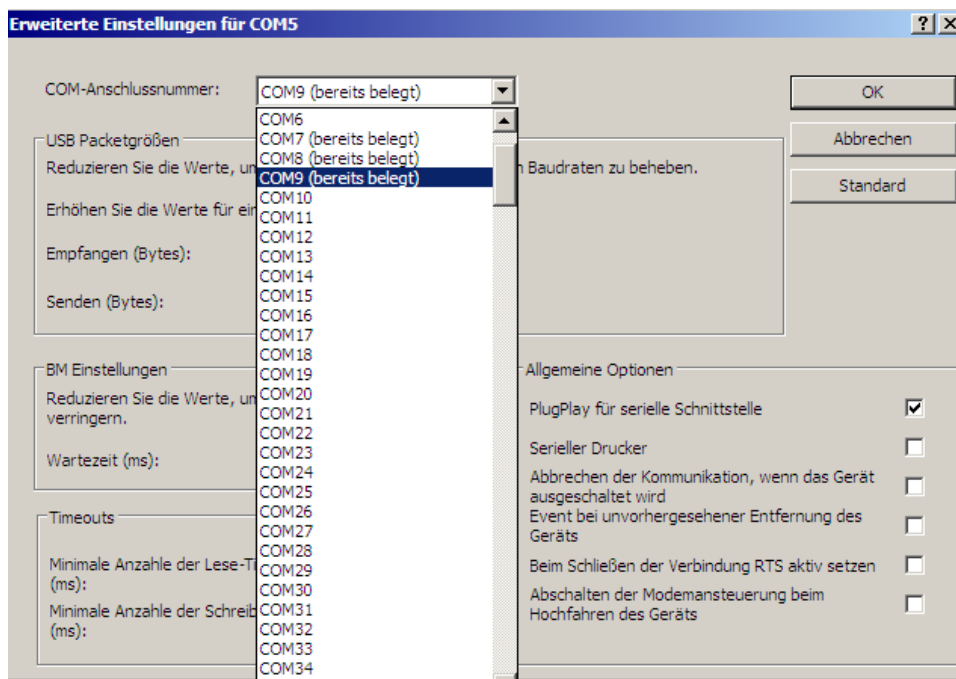 Erweiterte Einstellungen für COM5
COM-Anschlussnummer:
COM9 (bereits belegt)
OK
Abbrechen
Standard
COM6
COM7 (bereits belegt)
COM8 (bereits belegt)
COM9 (bereits belegt)
COM10
COM11
COM12
COM13
COM14
COM15
COM16
COM17
COM18
COM19
COM20
COM21
COM22
COM23
COM24
COM25
COM26
COM27
COM28
COM29
COM30
COM31
COM32
COM33
COM34
USB Packetgrößen
Reduzieren Sie die Werte, um
Baudraten zu beheben.
Erhöhen Sie die Werte für
Empfangen (Bytes):
Senden (Bytes):
BM Einstellungen
Reduzieren Sie die Werte, um
verringern.
Wartezeit (ms):
Timeouts
Minimale Anzahle der
(ms):
Minimale Anzahle der
(ms):
Allgemeine Optionen
PlugPlay für serielle Schnittstelle
Serieller Drucker
Abbrechen der Kommunikation, wenn das Gerät
ausgeschaltet wird
Event bei unvorhergesehener Entfernung des
Geräts
Beim Schließen der Verbindung RTS aktiv setzen
Abschalten der Modemansteuerung beim
Hochfahren des Geräts